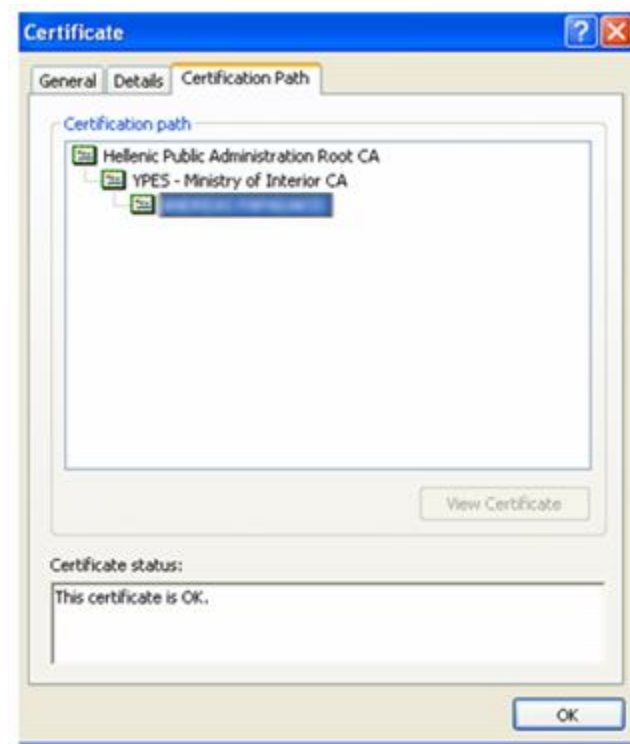 Certificate
General Details Certification Path
Certification path
Hellenic Public Administration Root CA
YPES - Ministry of Interior CA
View Certificate
Certificate status:
This certificate is OK.
OK